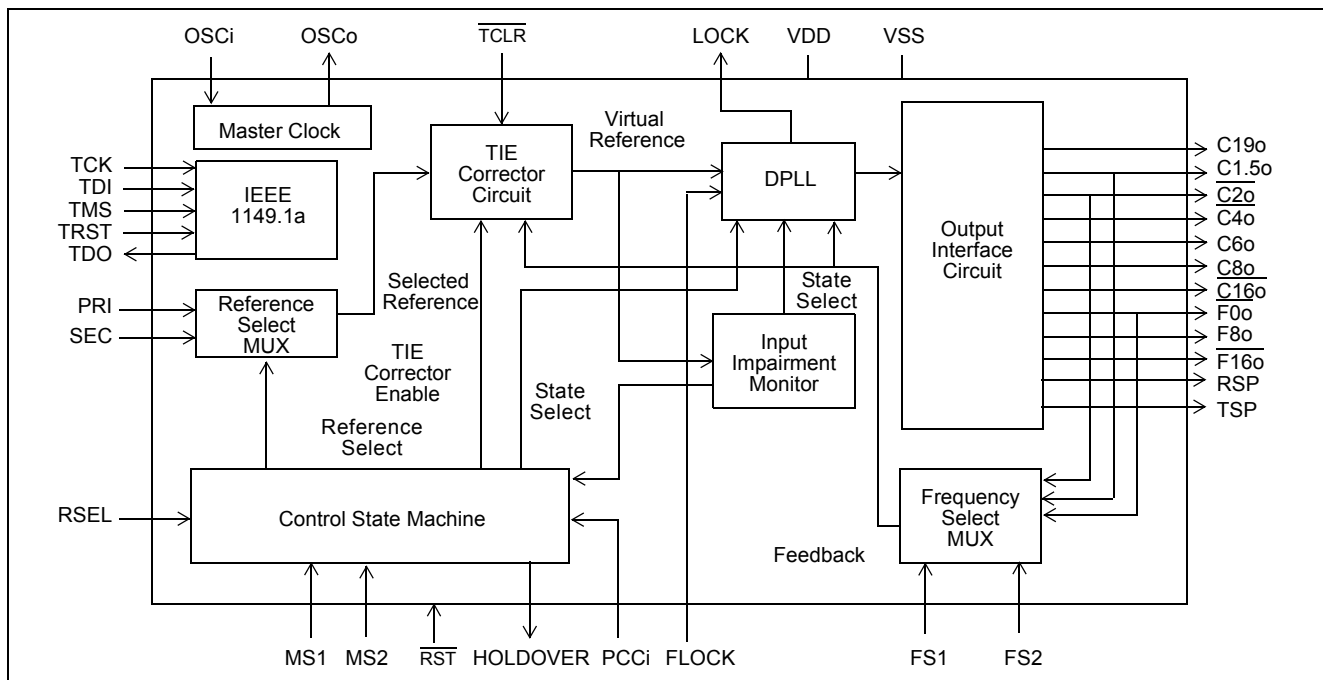 OSCi OSCo TCLR LOCK VDD VSS
Master Clock
TIE
Corrector
Circuit
Virtual
Reference
DPLL
Output
Interface
Circuit
TCK
TDI
TMS
TRST
TDO
IEEE
1149.1a
C19o
C1.5o
C2o
C4o
C6o
C8o
C16o
F0o
F8o
F16o
RSP
TSP
PRI
SEC
Reference
Select
MUX
Selected
Reference
TIE
Corrector
Enable
Reference
Select
State
Select
State
Select
Input
Impairment
Monitor
RSEL
Control State Machine
Frequency
Select
MUX
Feedback
MS1 MS2 RST HOLDOVER PCCi FLOCK FS1 FS2